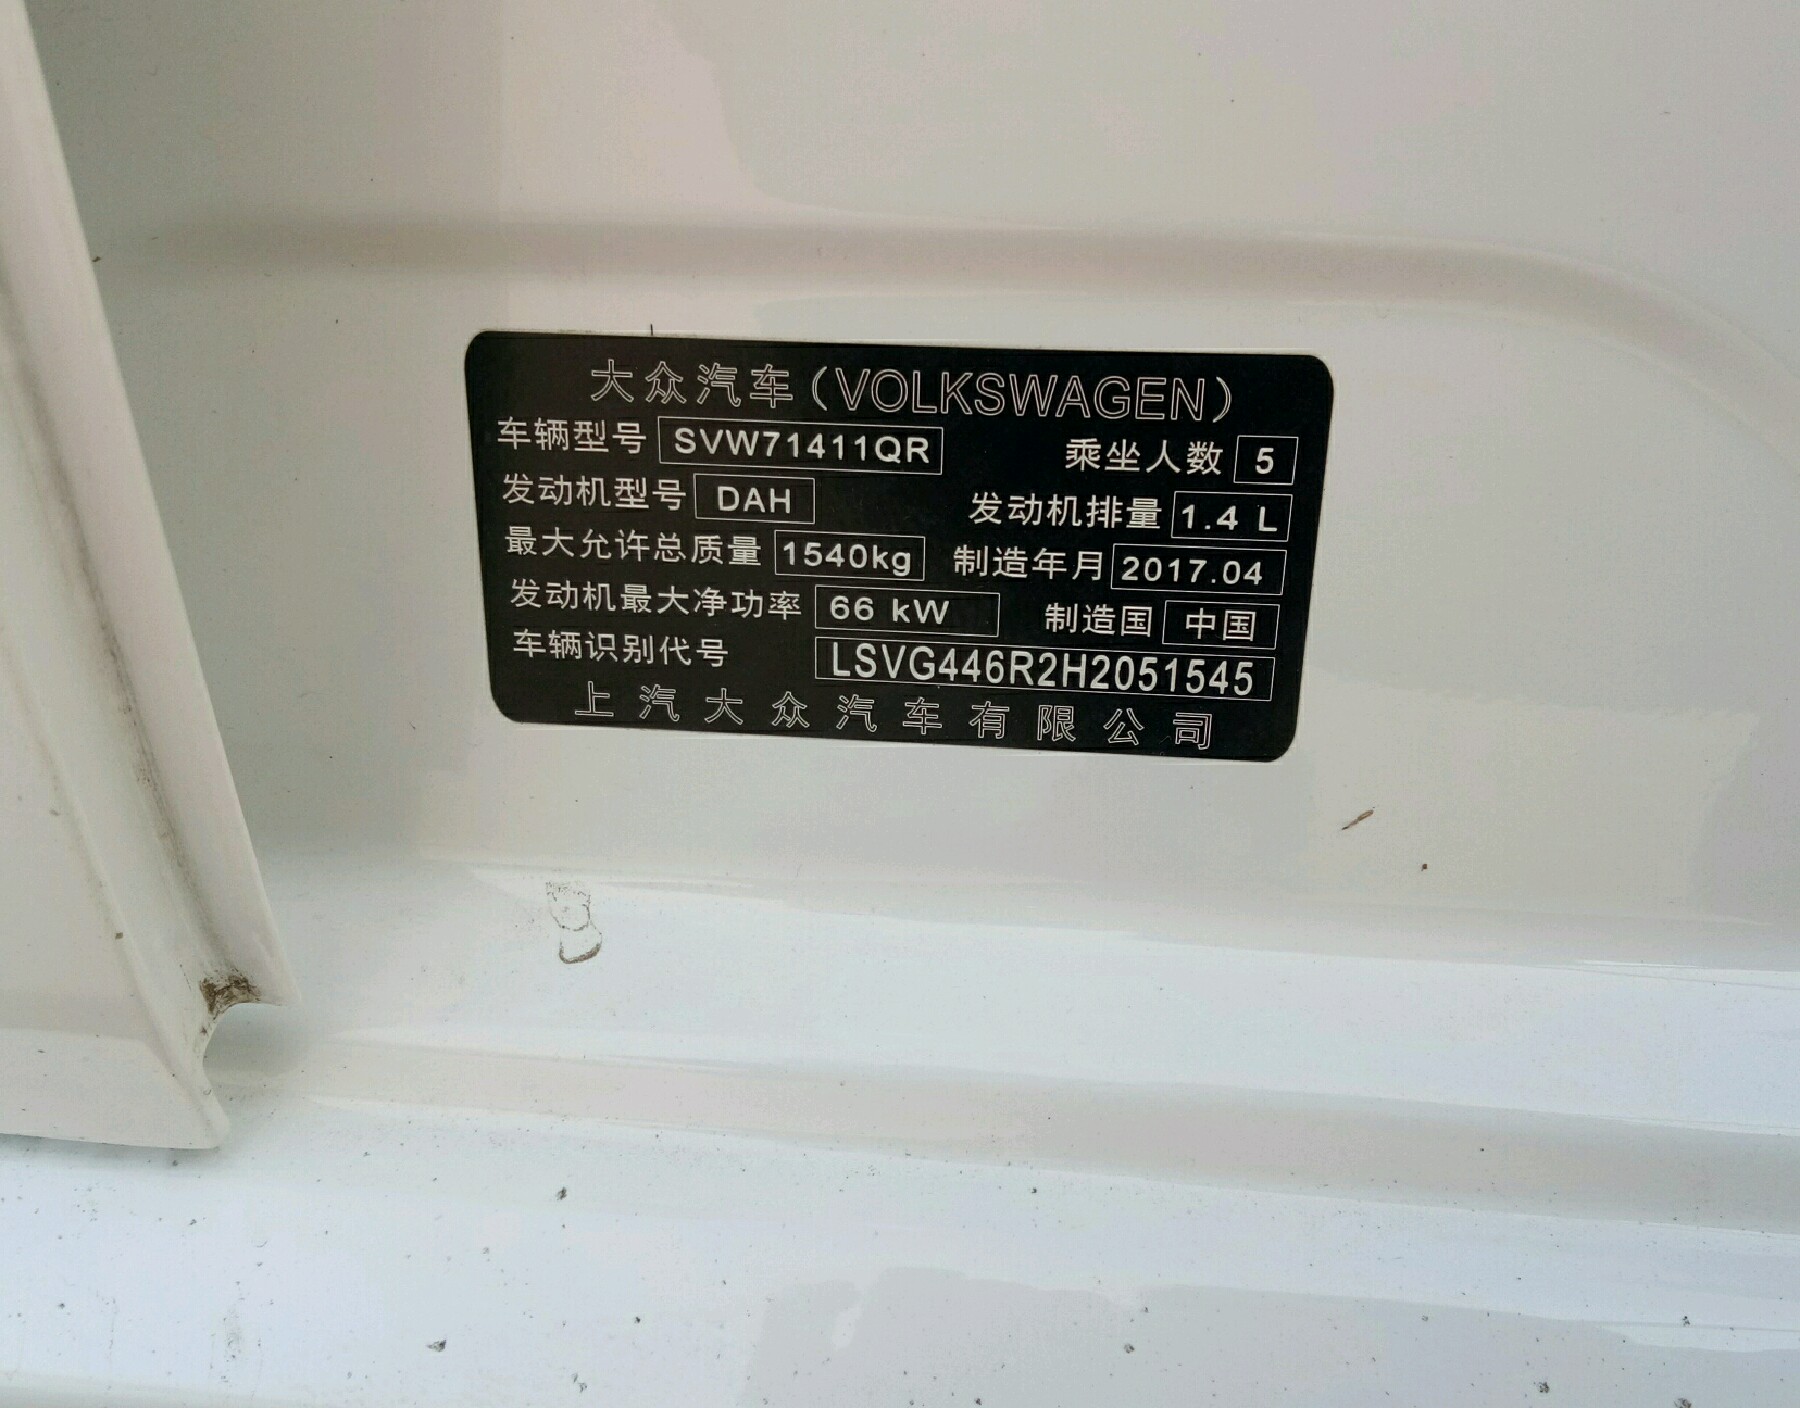 大众汽车(VOLKSWAGEN)
车辆型号 SVW71411QR 乘坐人数 5
发动机型号 DAH 发动机排量 1.4 L
最大允许总质量 1540kg 制造年月 2017.04
发动机最大净功率 66 kW 制造国 中国
车辆识别代号 LSVG446R2H2051545
上汽大众汽车有限公司